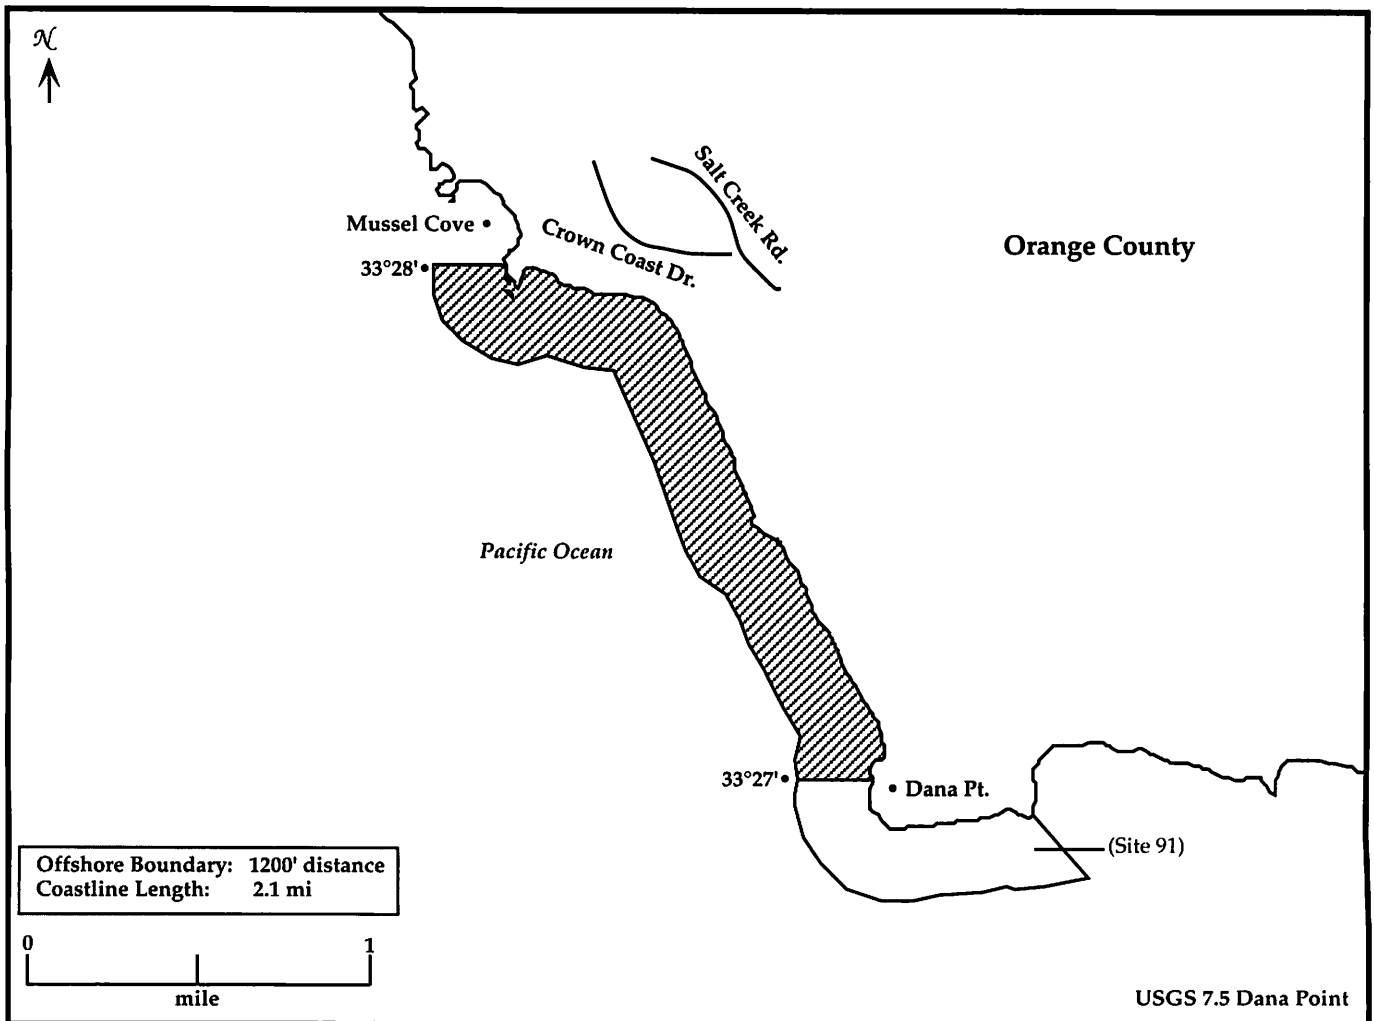 N
Salt Creek Rd.
Mussel Cove
Crown Coast Dr.
Orange County
33°28'
Pacific Ocean
33°27'
Dana Pt.
(Site 91)
Offshore Boundary: 1200' distance
Coastline Length: 2.1 mi
0 1
mile
USGS 7.5 Dana Point